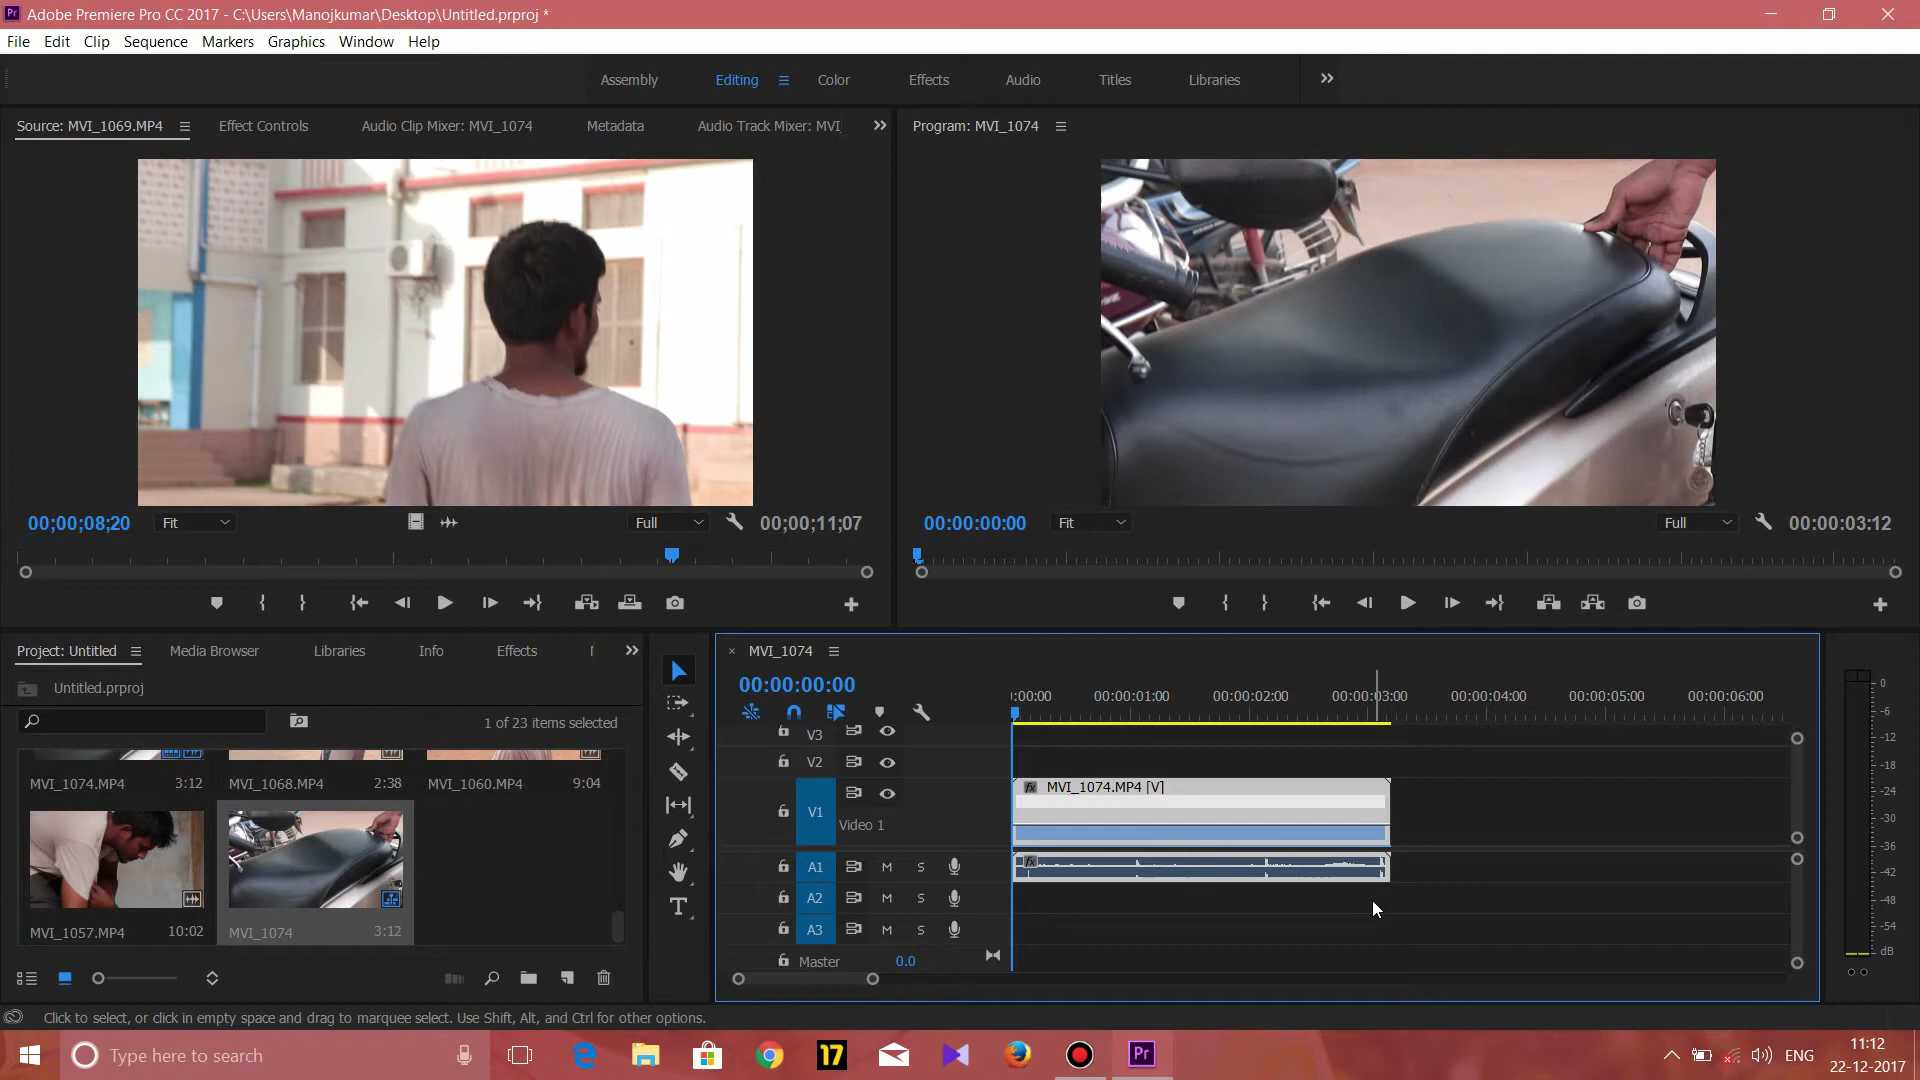 Pr Adobe Premiere Pro CC 2017 - C:\Users\Manojkumar\Desktop\Untitled.prproj *
File Edit Clip Sequence Markers Graphics Window Help
Assembly Editing Color Effects Audio Titles Libraries
Source: MVI_1069.MP4 Effect Controls Audio Clip Mixer: MVI_1074 Metadata Audio Track Mixer: MVI
Program: MVI_1074
00;00;08;20 Fit Full 00;00;11;07
00:00:00:00 Fit Full 00:00:03:12
Project: Untitled Media Browser Libraries Info Effects
Untitled.prproj
1 of 23 items selected
MVI_1074.MP4 3:12 MVI_1068.MP4 2:38 MVI_1060.MP4 9:04
MVI_1057.MP4 10:02 MVI_1074 3:12
MVI_1074
00:00:00:00
:00:00 00:00:01:00 00:00:02:00 00:00:03:00 00:00:04:00 00:00:05:00 00:00:06:00
V3
V2
fx MVI_1074.MP4 [V]
V1
Video 1
A1 M S fx
A2 M S
A3 M S
Master 0.0
0
-6
-12
-18
-24
-30
-36
-42
-48
-54
dB
Click to select, or click in empty space and drag to marquee select. Use Shift, Alt, and Ctrl for other options.
Type here to search
17
Pr
ENG
11:12
22-12-2017